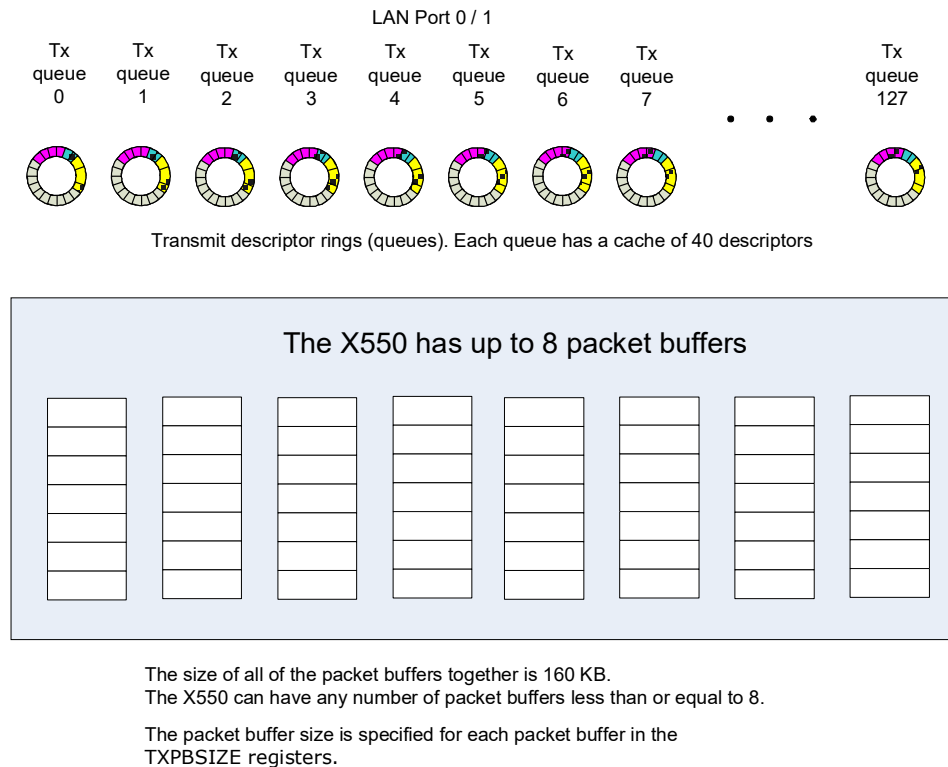 LAN Port 0 / 1
Tx queue 0
Tx queue 1
Tx queue 2
Tx queue 3
Tx queue 4
Tx queue 5
Tx queue 6
Tx queue 7
. . .
Tx queue 127
Transmit descriptor rings (queues). Each queue has a cache of 40 descriptors
The X550 has up to 8 packet buffers
The size of all of the packet buffers together is 160 KB.
The X550 can have any number of packet buffers less than or equal to 8.
The packet buffer size is specified for each packet buffer in the
TXPBSIZE registers.